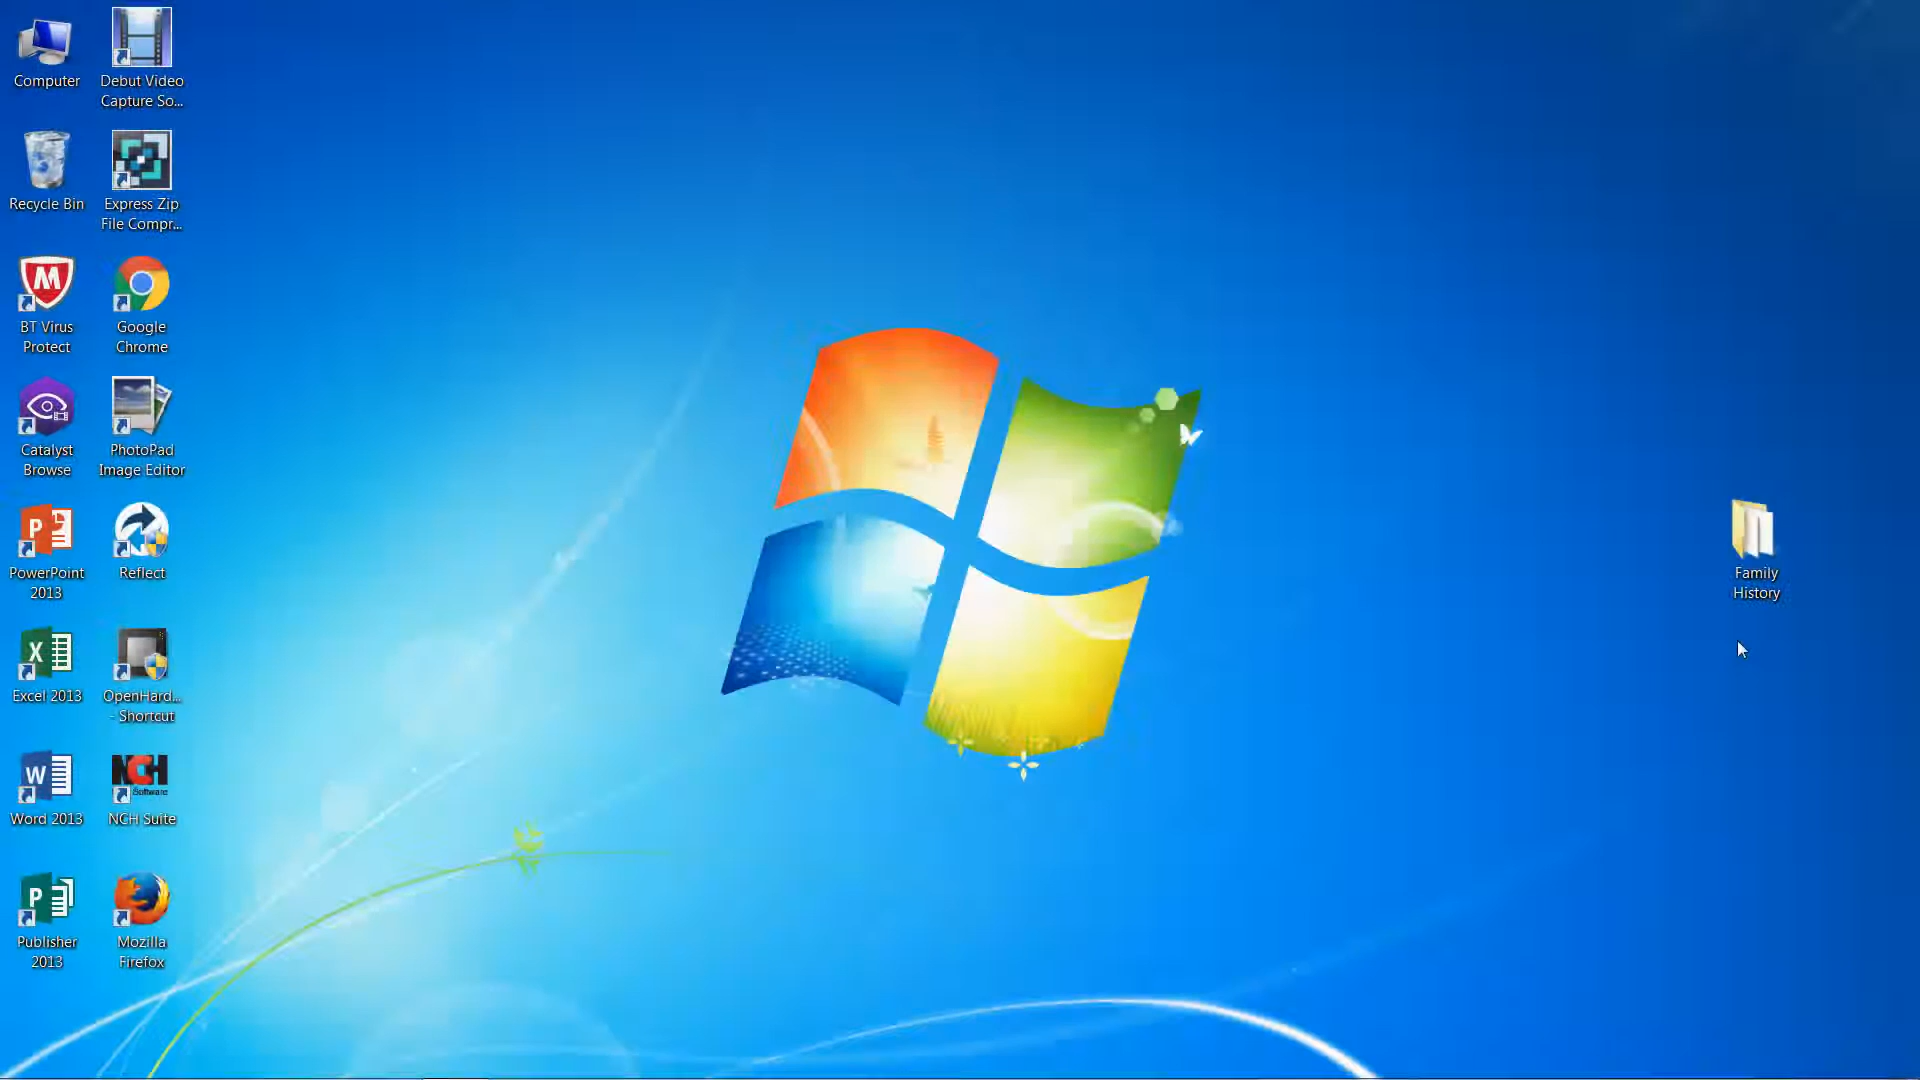 Computer
Debut Video
Capture So...
Recycle Bin
Express Zip
File Compr...
BT Virus
Protect
Google
Chrome
Catalyst
Browse
PhotoPad
Image Editor
PowerPoint
2013
Reflect
Excel 2013
OpenHard...
- Shortcut
Word 2013
NCH
Software
NCH Suite
Publisher
2013
Mozilla
Firefox
Family
History